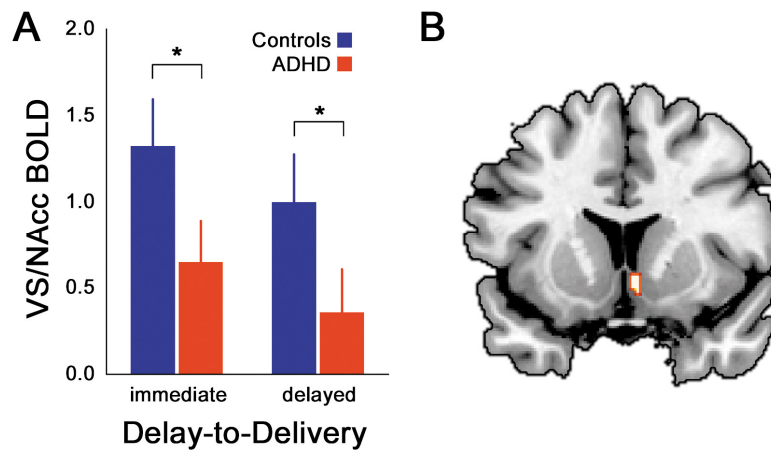 A
B
2.0
Controls
ADHD
*
1.5
*
1.0
0.5
0.0
VS/NAcc BOLD
immediate
delayed
Delay-to-Delivery